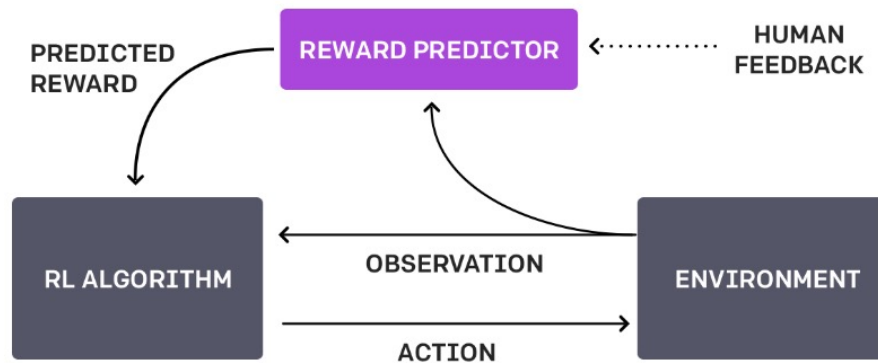 PREDICTED
REWARD
REWARD PREDICTOR
HUMAN
FEEDBACK
RL ALGORITHM
OBSERVATION
ENVIRONMENT
ACTION